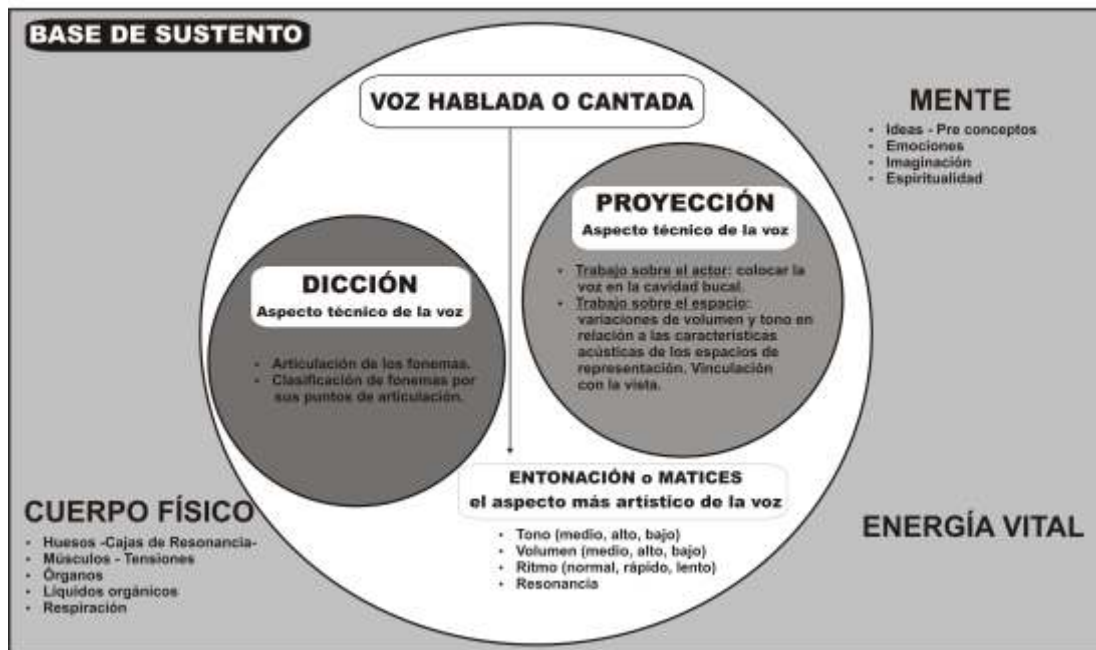 BASE DE SUSTENTO
VOZ HABLADA O CANTADA
MENTE
• Ideas - Pre conceptos
• Emociones
• Imaginación
• Espiritualidad
PROYECCIÓN
Aspecto técnico de la voz
• Trabajo sobre el actor: colocar la
voz en la cavidad bucal.
• Trabajo sobre el espacio:
variaciones de volumen y tono en
relación a las características
acústicas de los espacios de
representación. Vinculación
con la vista.
DICCIÓN
Aspecto técnico de la voz
• Articulación de los fonemas.
• Clasificación de fonemas por
sus puntos de articulación.
ENTONACIÓN o MATICES
el aspecto más artístico de la voz
• Tono (medio, alto, bajo)
• Volumen (medio, alto, bajo)
• Ritmo (normal, rápido, lento)
• Resonancia
CUERPO FÍSICO
• Huesos -Cajas de Resonancia-
• Músculos - Tensiones
• Órganos
• Líquidos orgánicos
• Respiración
ENERGÍA VITAL